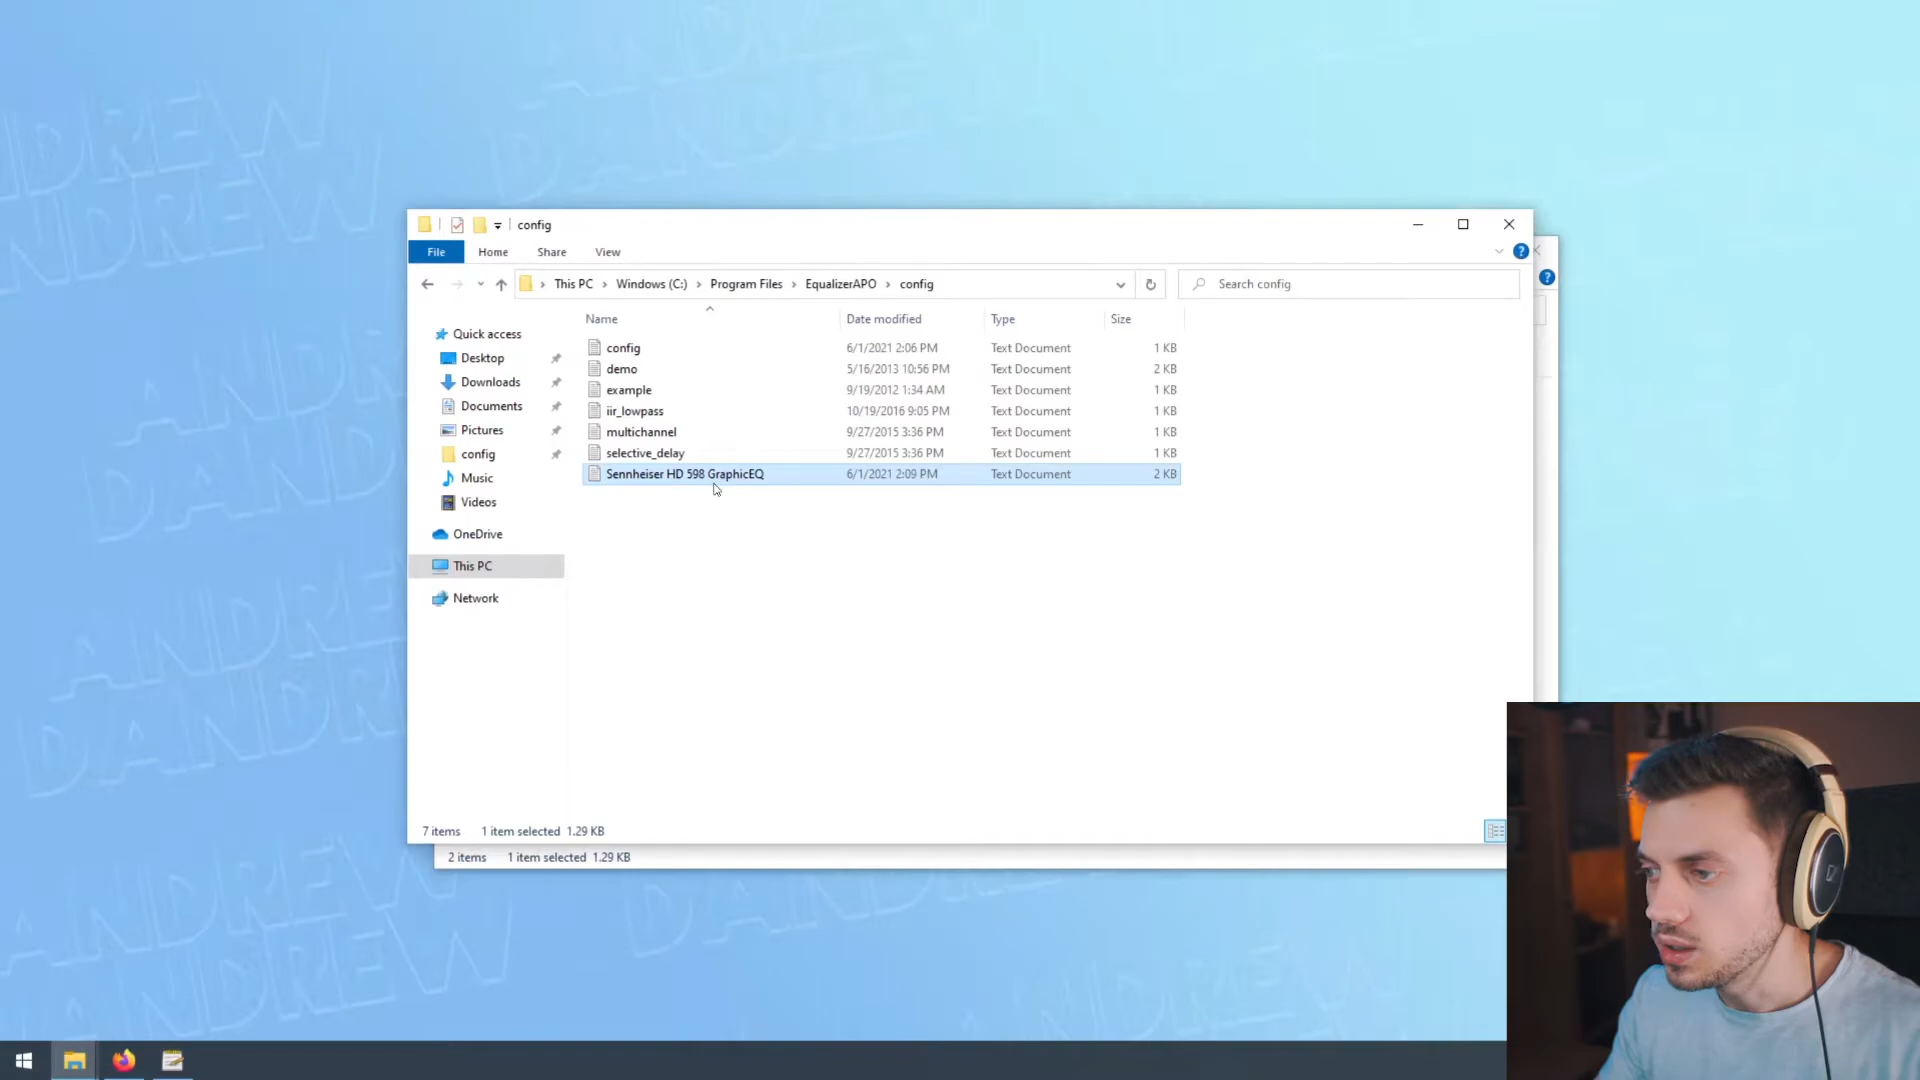 config
File Home Share View
This PC Windows (C:) Program Files EqualizerAPO config
Search config
Name Date modified Type Size
Quick access
Desktop
Downloads
Documents
Pictures
config
Music
Videos
OneDrive
This PC
Network
config 6/1/2021 2:06 PM Text Document 1 KB
demo 5/16/2013 10:56 PM Text Document 2 KB
example 9/19/2012 1:34 AM Text Document 1 KB
iir_lowpass 10/19/2016 9:05 PM Text Document 1 KB
multichannel 9/27/2015 3:36 PM Text Document 1 KB
selective_delay 9/27/2015 3:36 PM Text Document 1 KB
Sennheiser HD 598 GraphicEQ 6/1/2021 2:09 PM Text Document 2 KB
7 items 1 item selected 1.29 KB
2 items 1 item selected 1.29 KB
ANDREW
DANDREW